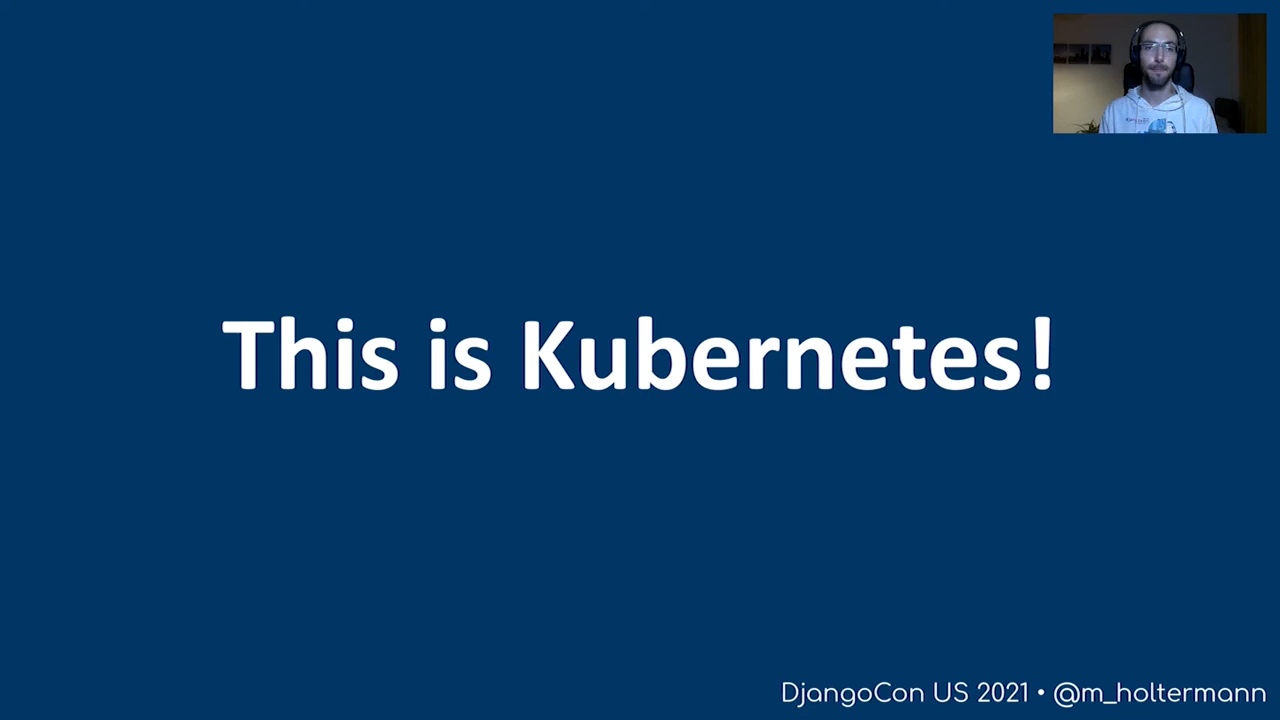 This is Kubernetes!
DjangoCon US 2021 • @m_holtermann